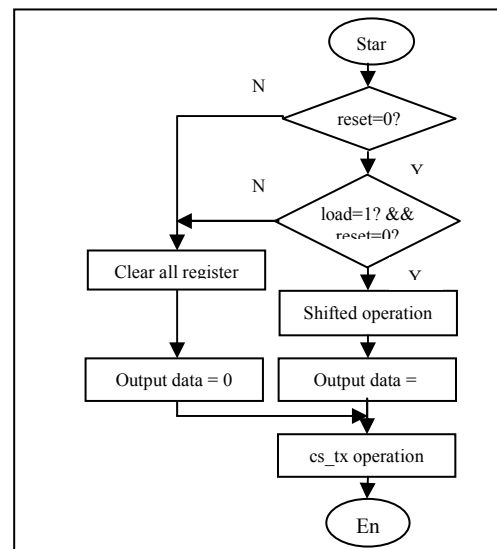 Star
N
reset=0?
Y
N
load=1? &&
reset=0?
Clear all register
Y
Shifted operation
Output data = 0
Output data =
cs_tx operation
En